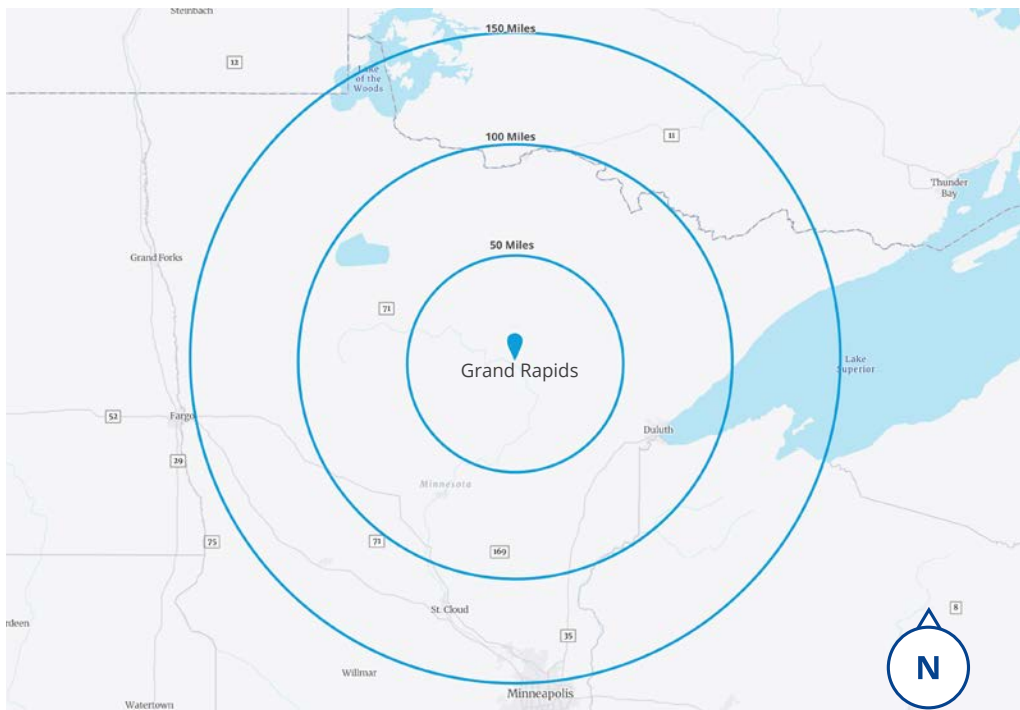 Steinbach
150 Miles
12
Lake
of the
Woods
100 Miles
11
Thunder
Bay
50 Miles
Grand Forks
71
Grand Rapids
Lake
Superior
52
Fargo
Duluth
29
Minnesota
75
71
169
St. Cloud
8
rdeen
35
Willmar
N
Minneapolis
Watertown